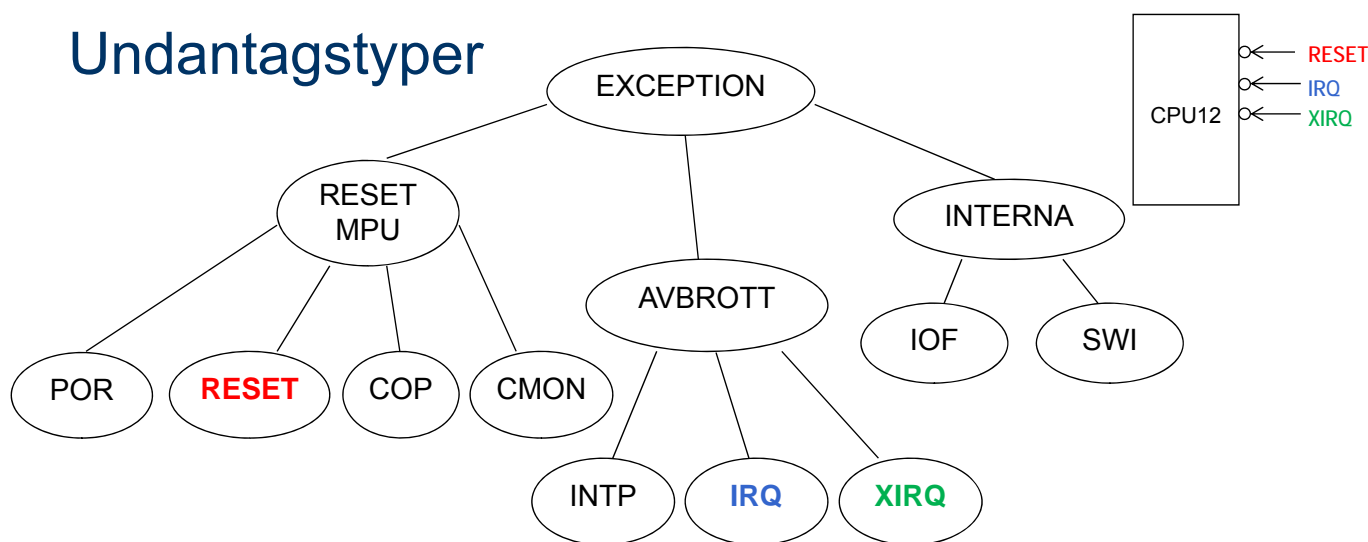 Undantagstyper
EXCEPTION
CPU12
RESET
IRQ
XIRQ
RESET
MPU
INTERNA
AVBROTT
IOF
SWI
POR
RESET
COP
CMON
INTP
IRQ
XIRQ